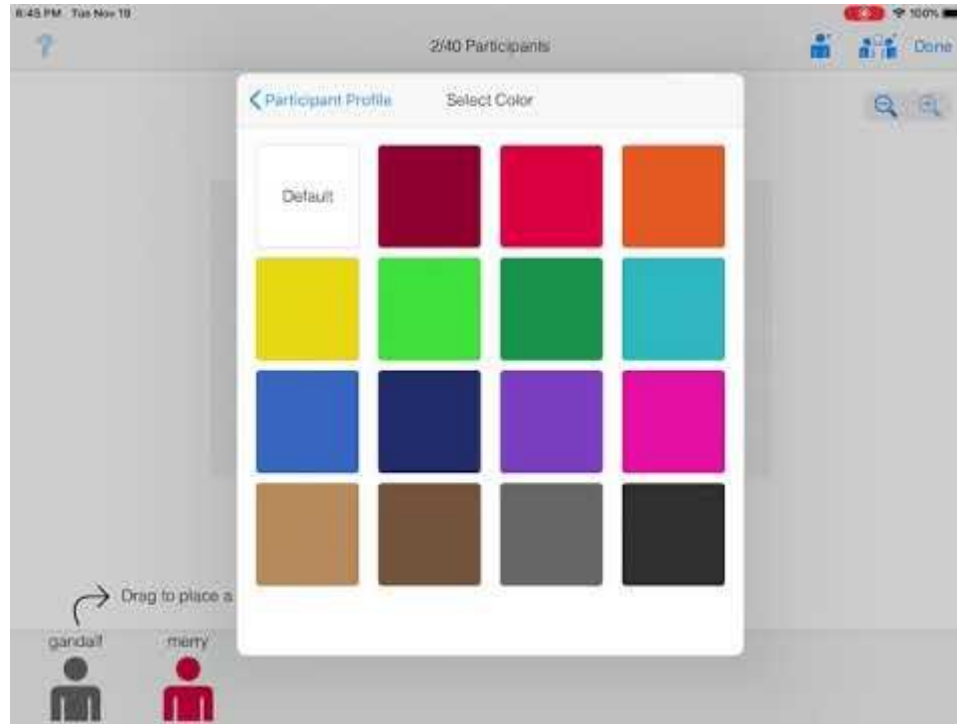 8:45 PM Tue Nov 19
100%
?
2/40 Participants
Done
Participant Profile
Select Color
Default
Drag to place a
gandalf
merry